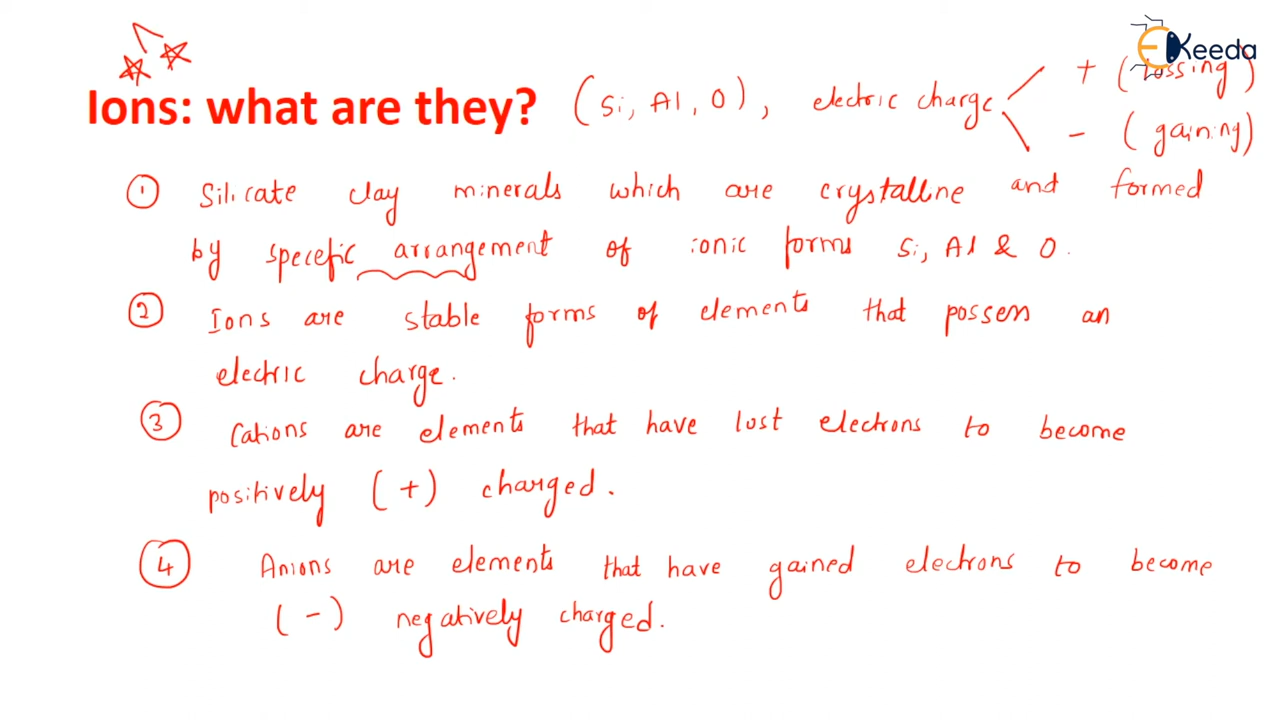 EKeeda
Ions: what are they? (Si, Al, O), electric charge
+ (lossing)
- (gaining)
① Silicate clay minerals which are crystalline and formed
by specefic arrangement of ionic forms Si, Al & O.
② Ions are stable forms of elements that possess an
electric charge.
③ Cations are elements that have lost electrons to become
positively (+) charged.
④ Anions are elements that have gained electrons to become
(-) negatively charged.